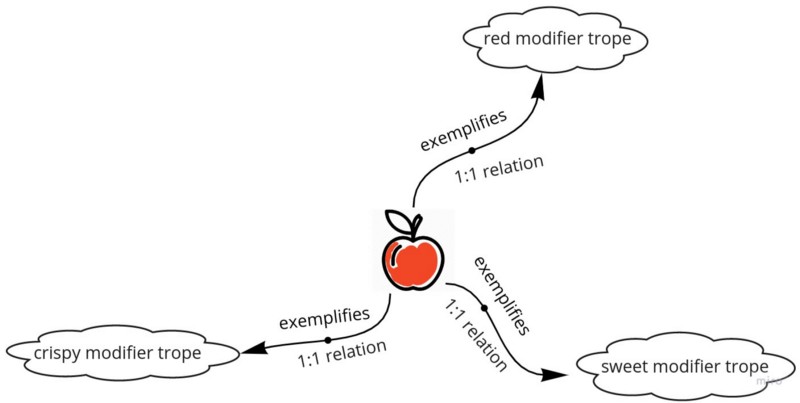 red modifier trope
exemplifies
1:1 relation
exemplifies
1:1 relation
exemplifies
1:1 relation
crispy modifier trope
sweet modifier trope
miro